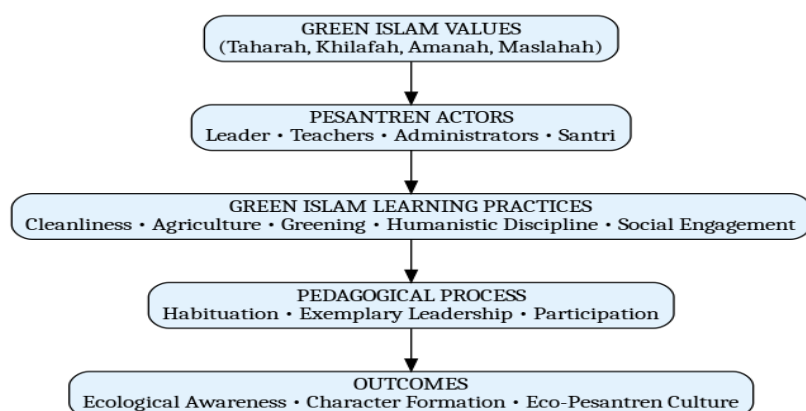 GREEN ISLAM VALUES
(Taharah, Khilafah, Amanah, Maslahah)
PESANTREN ACTORS
Leader • Teachers • Administrators • Santri
GREEN ISLAM LEARNING PRACTICES
Cleanliness • Agriculture • Greening • Humanistic Discipline • Social Engagement
PEDAGOGICAL PROCESS
Habituation • Exemplary Leadership • Participation
OUTCOMES
Ecological Awareness • Character Formation • Eco-Pesantren Culture